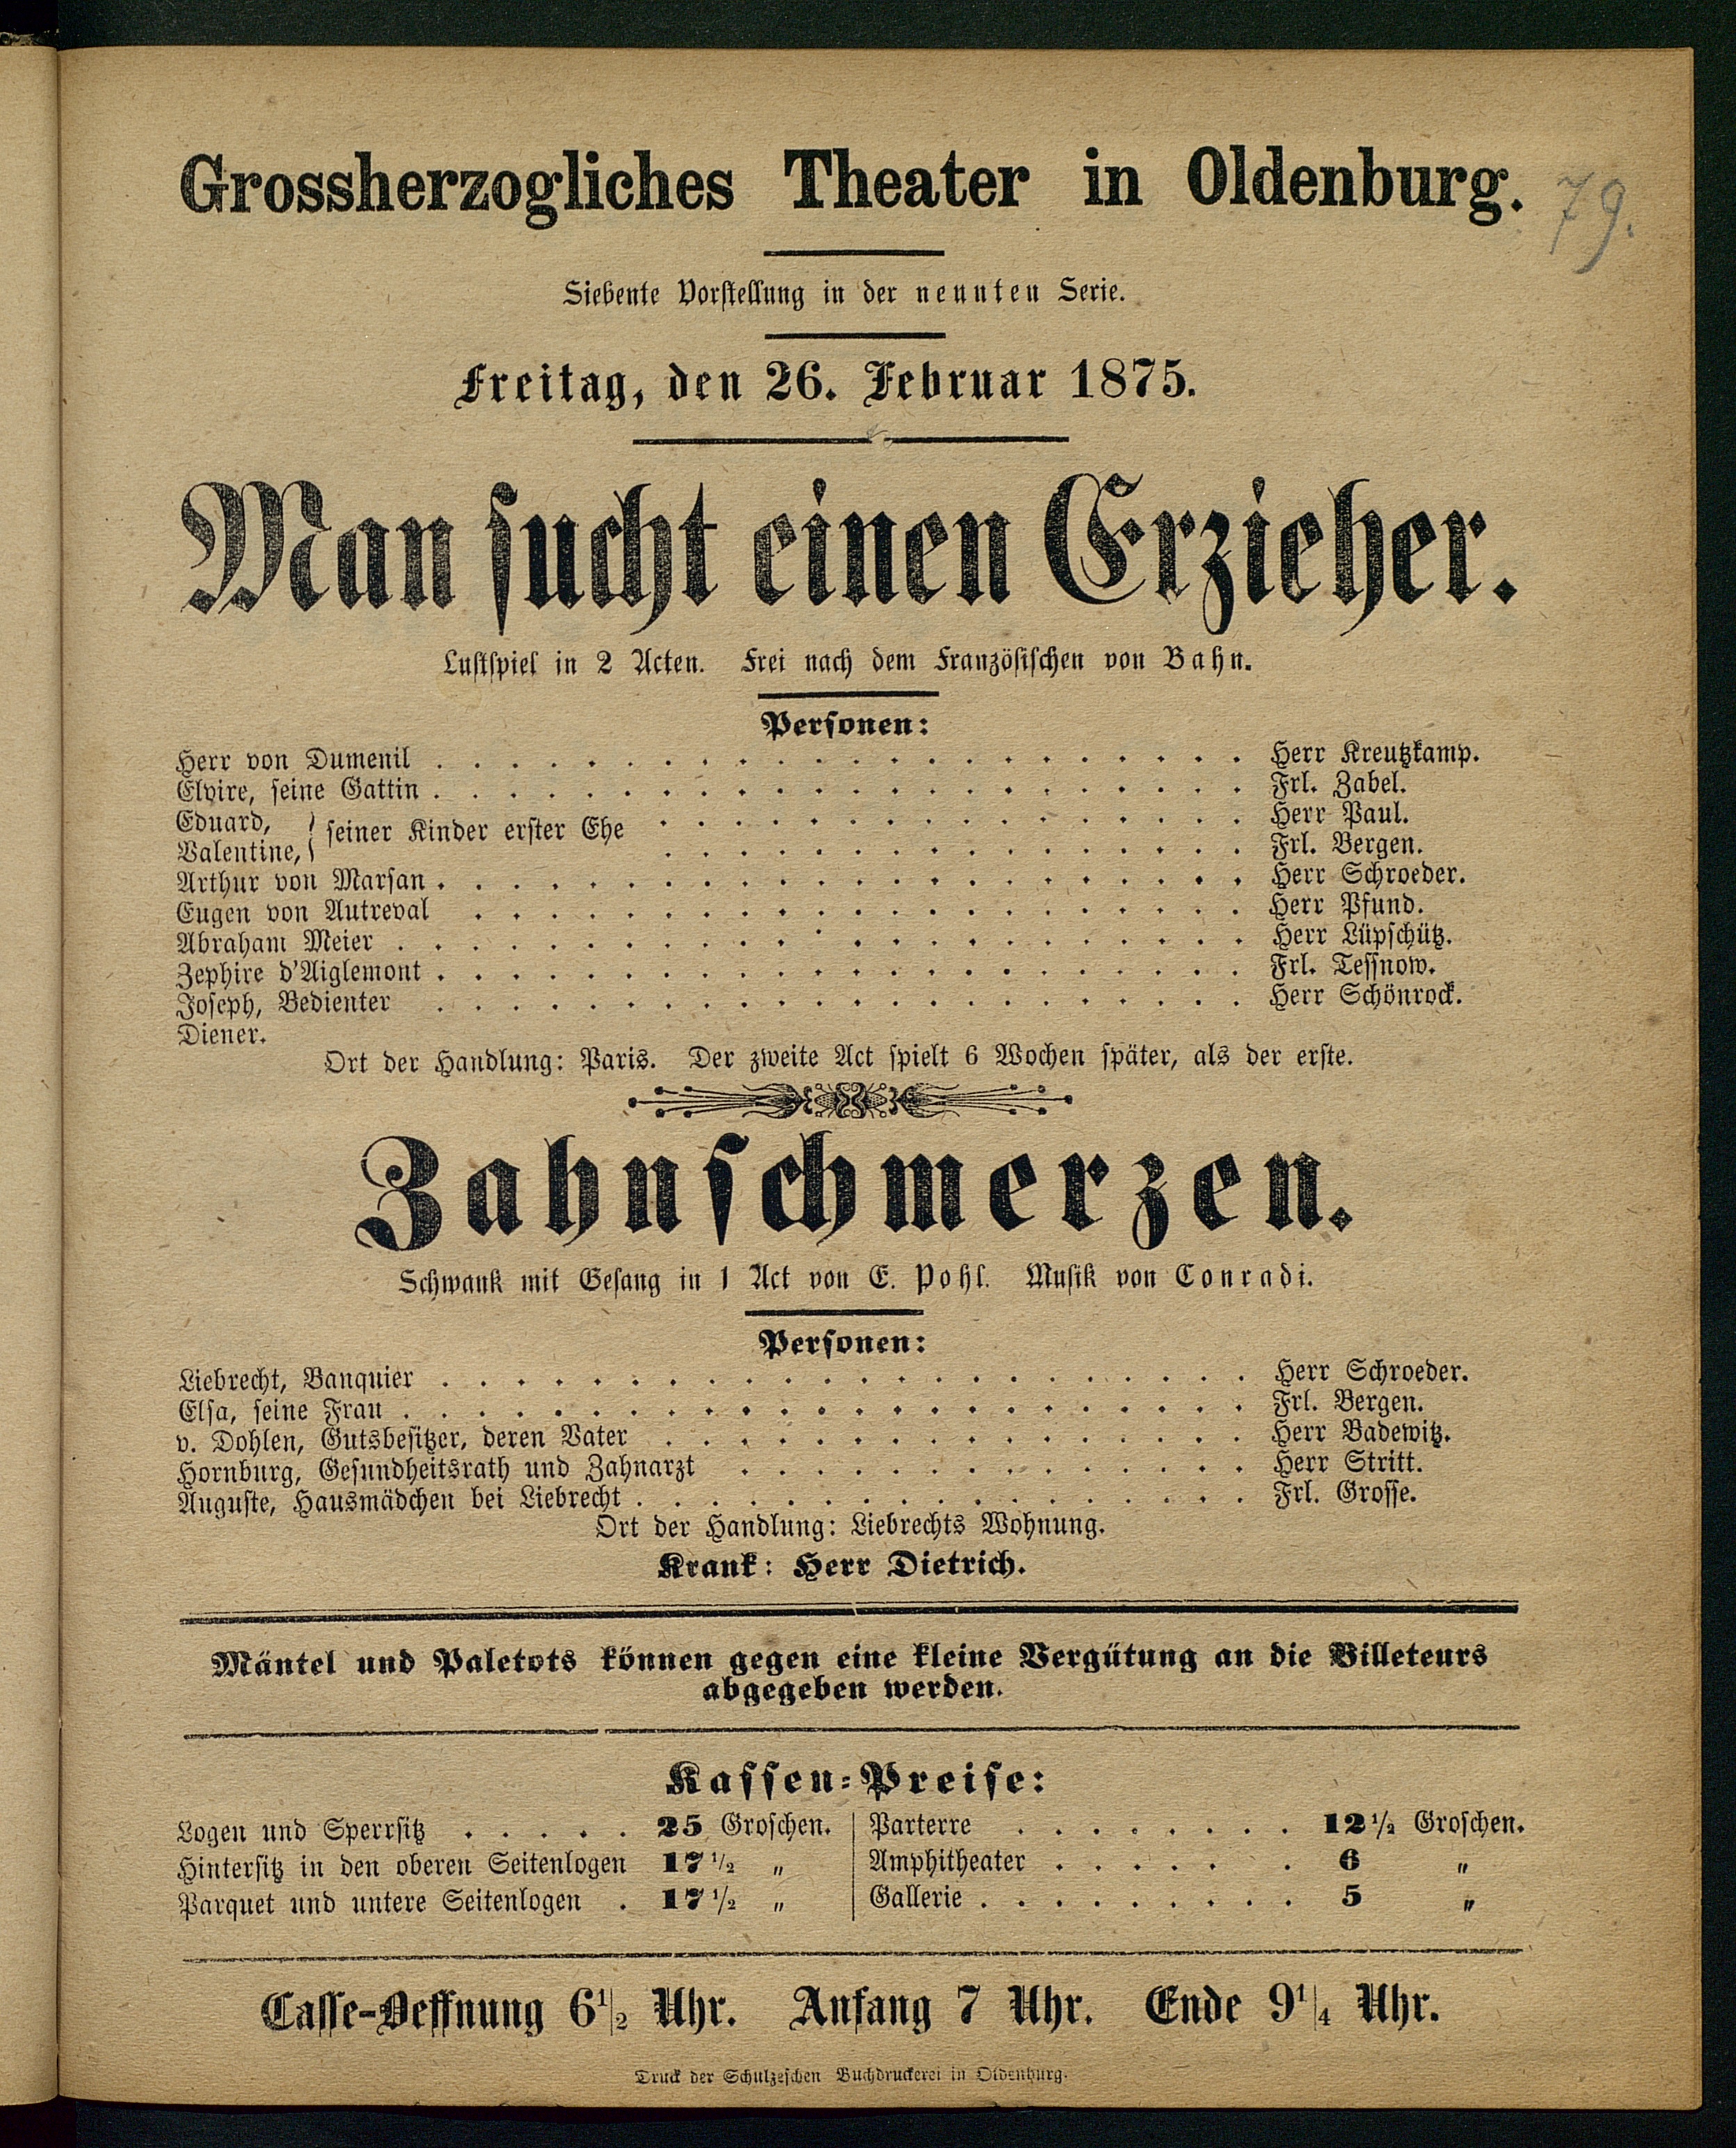 Grossherzogliches Theater in Oldenburg.
79.
Siebente Vorstellung in der neunten Serie.
Freitag, den 26. Februar 1875.
Man sucht einen Erzieher.
Lustspiel in 2 Acten. Frei nach dem Französischen von Bahn.
Personen:
Herr von Dumenil . . . . . Herr Kreutzkamp.
Elvire, seine Gattin . . . . . Frl. Zabel.
Eduard, } seiner Kinder erster Ehe . . . . . Herr Paul.
Valentine, } . . . . . Frl. Bergen.
Arthur von Marsan . . . . . Herr Schroeder.
Eugen von Autreval . . . . . Herr Pfund.
Abraham Meier . . . . . Herr Lüpschütz.
Zephire d'Aiglemont . . . . . Frl. Tessnow.
Joseph, Bedienter . . . . . Herr Schönrock.
Diener.
Ort der Handlung: Paris. Der zweite Act spielt 6 Wochen später, als der erste.
Zahnschmerzen.
Schwank mit Gesang in 1 Act von E. Pohl. Musik von Conradi.
Personen:
Liebrecht, Banquier . . . . . Herr Schroeder.
Elsa, seine Frau . . . . . Frl. Bergen.
v. Dohlen, Gutsbesitzer, deren Vater . . . . . Herr Badewitz.
Hornburg, Gesundheitsrath und Zahnarzt . . . . . Herr Stritt.
Auguste, Hausmädchen bei Liebrecht . . . . . Frl. Grosse.
Ort der Handlung: Liebrechts Wohnung.
Krank: Herr Dietrich.
Mäntel und Paletots können gegen eine kleine Vergütung an die Billeteurs
abgegeben werden.
Kassen-Preise:
Logen und Sperrsitz . . . . . 25 Groschen. | Parterre . . . . . 12 1/2 Groschen.
Hintersitz in den oberen Seitenlogen 17 1/2 „ | Amphitheater . . . . . 6 „
Parquet und untere Seitenlogen . 17 1/2 „ | Gallerie . . . . . 5 „
Casse-Oeffnung 6 1/2 Uhr. Anfang 7 Uhr. Ende 9 1/4 Uhr.
Druck der Schulzeschen Buchdruckerei in Oldenburg.